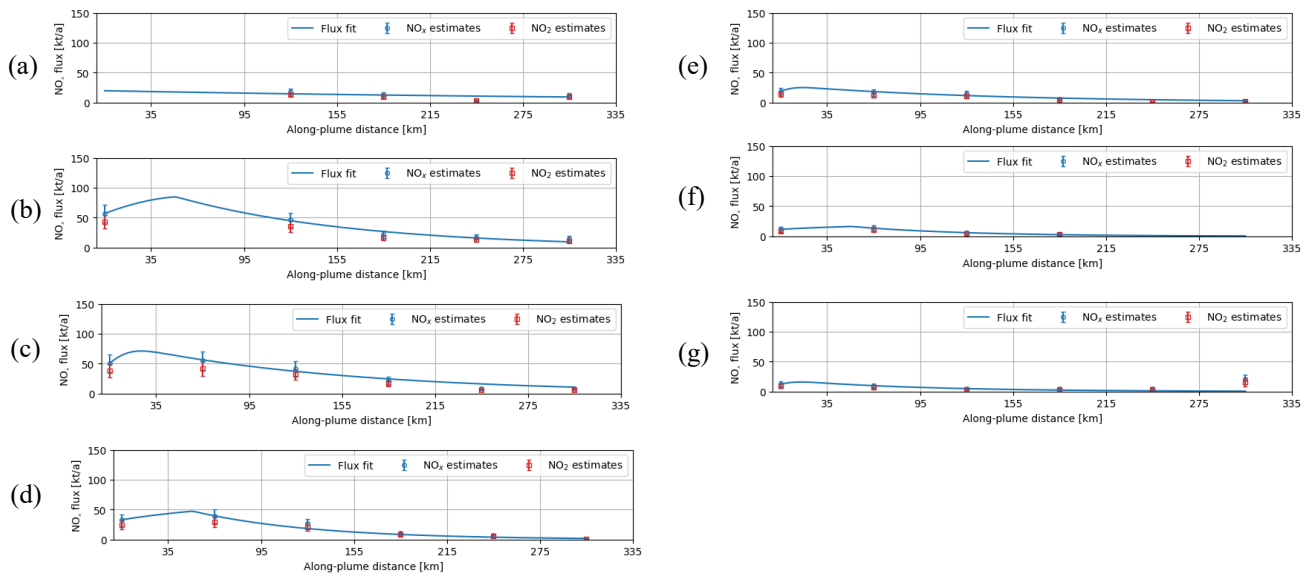 (a)
NOₓ flux [kt/a]
150
100
50
0
Flux fit
NOₓ estimates
NO₂ estimates
35 95 155 215 275 335
Along-plume distance [km]
(b)
NOₓ flux [kt/a]
150
100
50
0
Flux fit
NOₓ estimates
NO₂ estimates
35 95 155 215 275 335
Along-plume distance [km]
(c)
NOₓ flux [kt/a]
150
100
50
0
Flux fit
NOₓ estimates
NO₂ estimates
35 95 155 215 275 335
Along-plume distance [km]
(d)
NOₓ flux [kt/a]
150
100
50
0
Flux fit
NOₓ estimates
NO₂ estimates
35 95 155 215 275 335
Along-plume distance [km]
(e)
NOₓ flux [kt/a]
150
100
50
0
Flux fit
NOₓ estimates
NO₂ estimates
35 95 155 215 275 335
Along-plume distance [km]
(f)
NOₓ flux [kt/a]
150
100
50
0
Flux fit
NOₓ estimates
NO₂ estimates
35 95 155 215 275 335
Along-plume distance [km]
(g)
NOₓ flux [kt/a]
150
100
50
0
Flux fit
NOₓ estimates
NO₂ estimates
35 95 155 215 275 335
Along-plume distance [km]